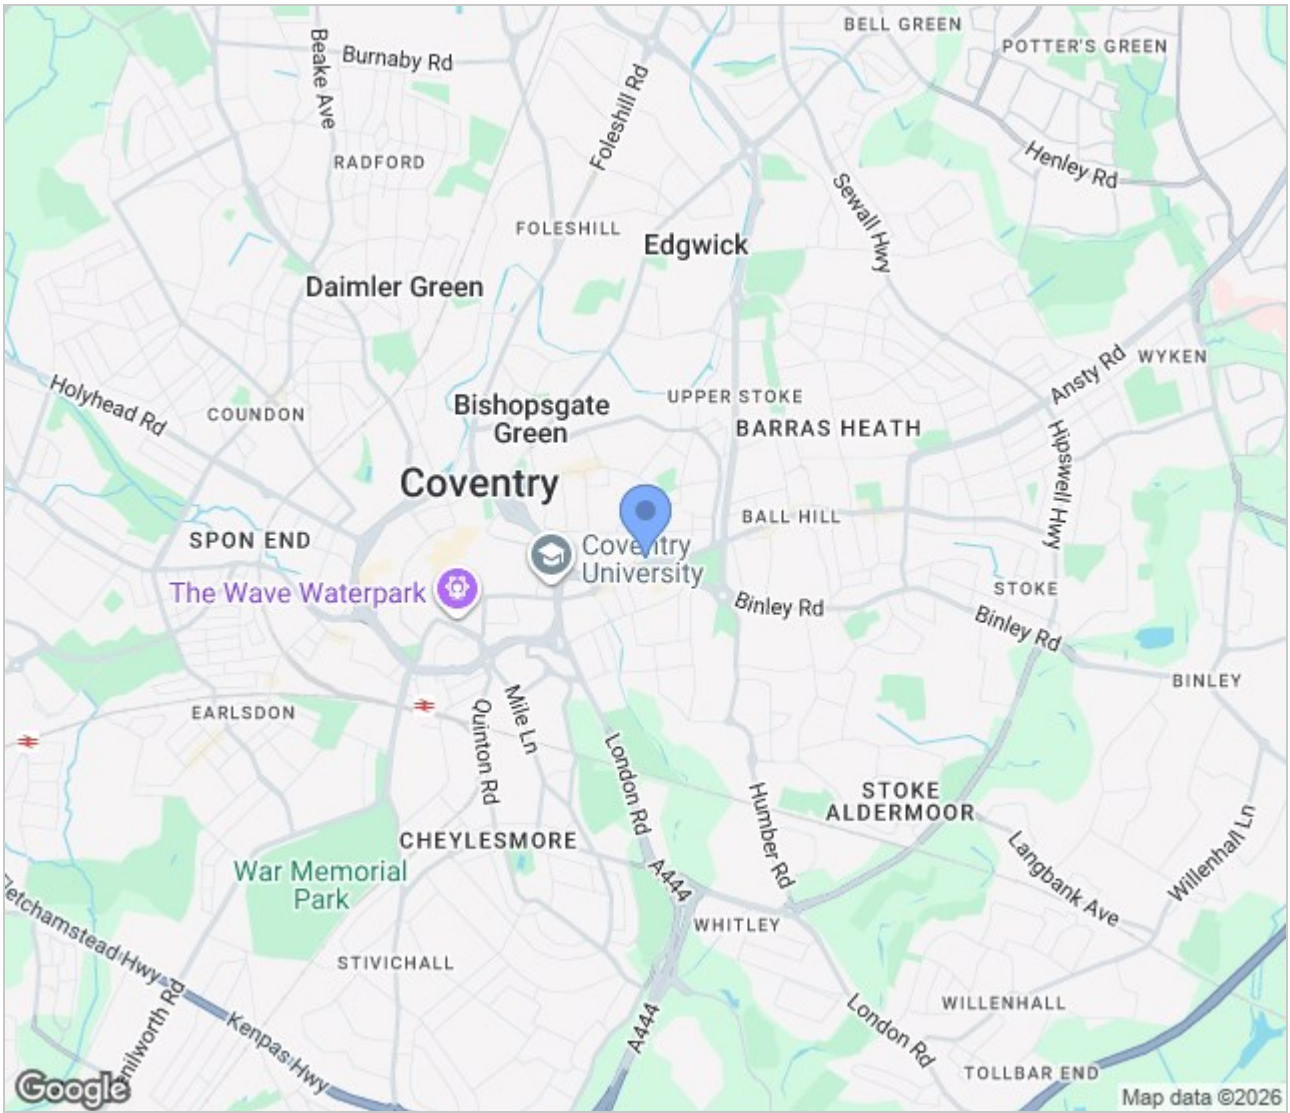 BELL GREEN
POTTER'S GREEN
Beake Ave
Burnaby Rd
Foleshill Rd
RADFORD
Henley Rd
Sewall Hwy
FOLESHILL
Edgwick
Daimler Green
Holyhead Rd
COUNDON
Bishopsgate
Green
UPPER STOKE
BARRAS HEATH
Ansty Rd
WYKEN
Hipswell Hwy
Coventry
BALL HILL
SPON END
Coventry
University
The Wave Waterpark
Binley Rd
STOKE
Binley Rd
BINLEY
EARLSDON
Quinton Rd
Mile Ln
London Rd
Humber Rd
STOKE
ALDERMOOR
CHEYLESMORE
War Memorial
Park
A444
Langbank Ave
Willenhall Ln
WHITLEY
Fletchamstead Hwy
STIVICHALL
Kenpas Hwy
A444
London Rd
WILLENHALL
TOLLBAR END
Google
Map data ©2026